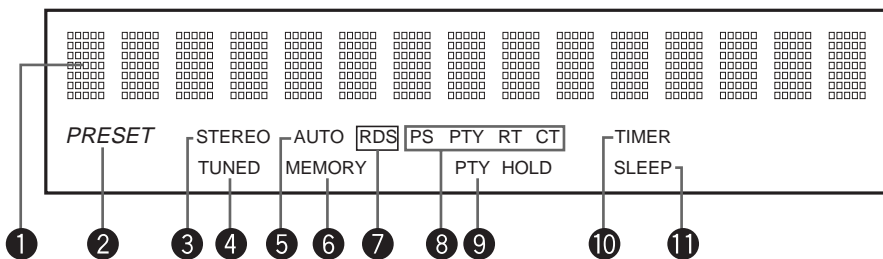 PRESET STEREO AUTO RDS PS PTY RT CT TIMER
TUNED MEMORY PTY HOLD SLEEP
1 2 3 4 5 6 7 8 9 10 11